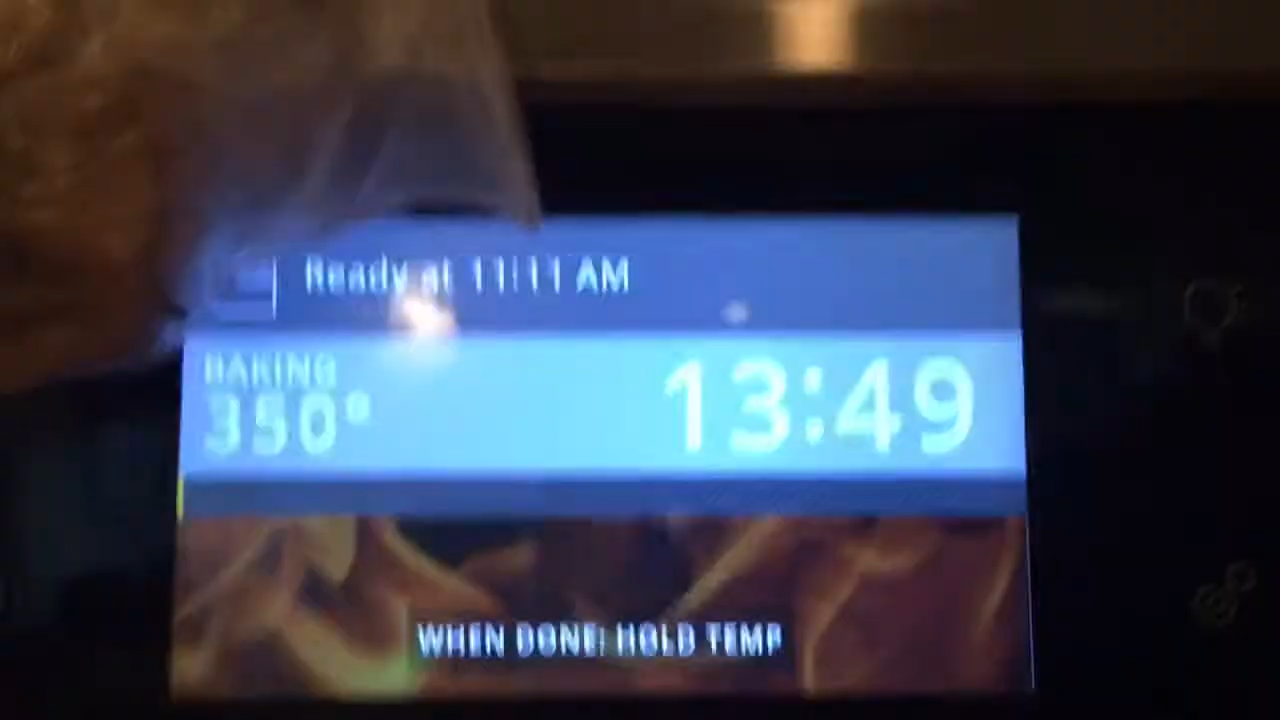 Ready at 11:11 AM
BAKING
350°
13:49
WHEN DONE: HOLD TEMP